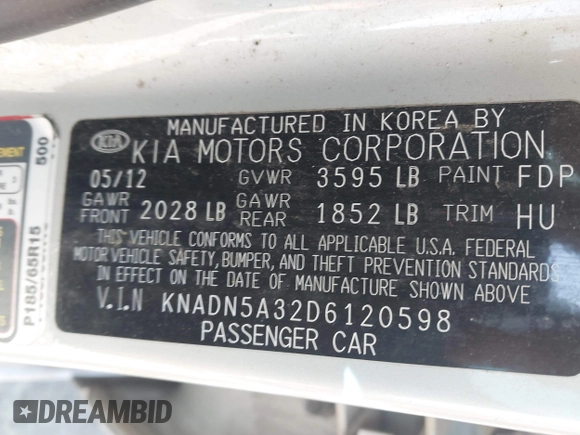 MANUFACTURED IN KOREA BY
KIA KIA MOTORS CORPORATION
05/12 GVWR 3595 LB PAINT FDP
GAWR FRONT 2028 LB GAWR REAR 1852 LB TRIM HU
THIS VEHICLE CONFORMS TO ALL APPLICABLE U.S.A. FEDERAL
MOTOR VEHICLE SAFETY, BUMPER, AND THEFT PREVENTION STANDARDS
IN EFFECT ON THE DATE OF MANUFACTURE SHOWN ABOVE
V.I.N KNADN5A32D6120598
PASSENGER CAR
500
P185/65R15
DREAMBID